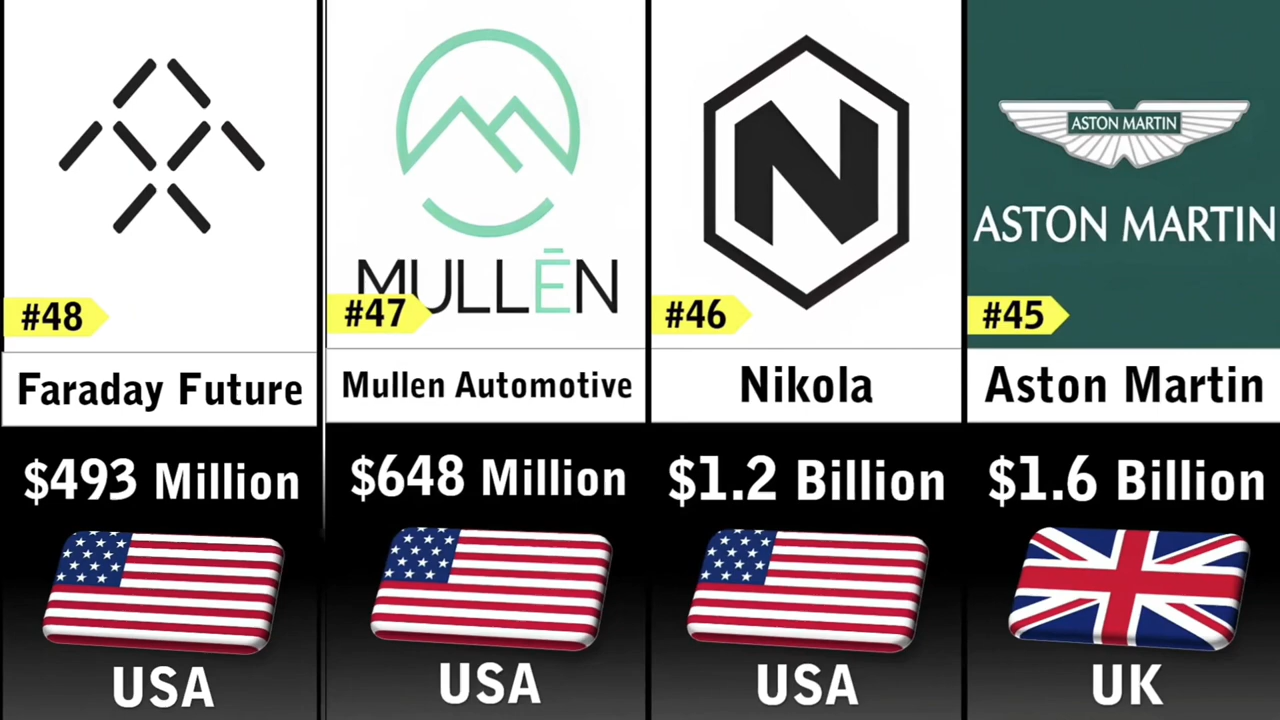 #48
Faraday Future
$493 Million
USA
MULLĒN
#47
Mullen Automotive
$648 Million
USA
N
#46
Nikola
$1.2 Billion
USA
ASTON MARTIN
ASTON MARTIN
#45
Aston Martin
$1.6 Billion
UK